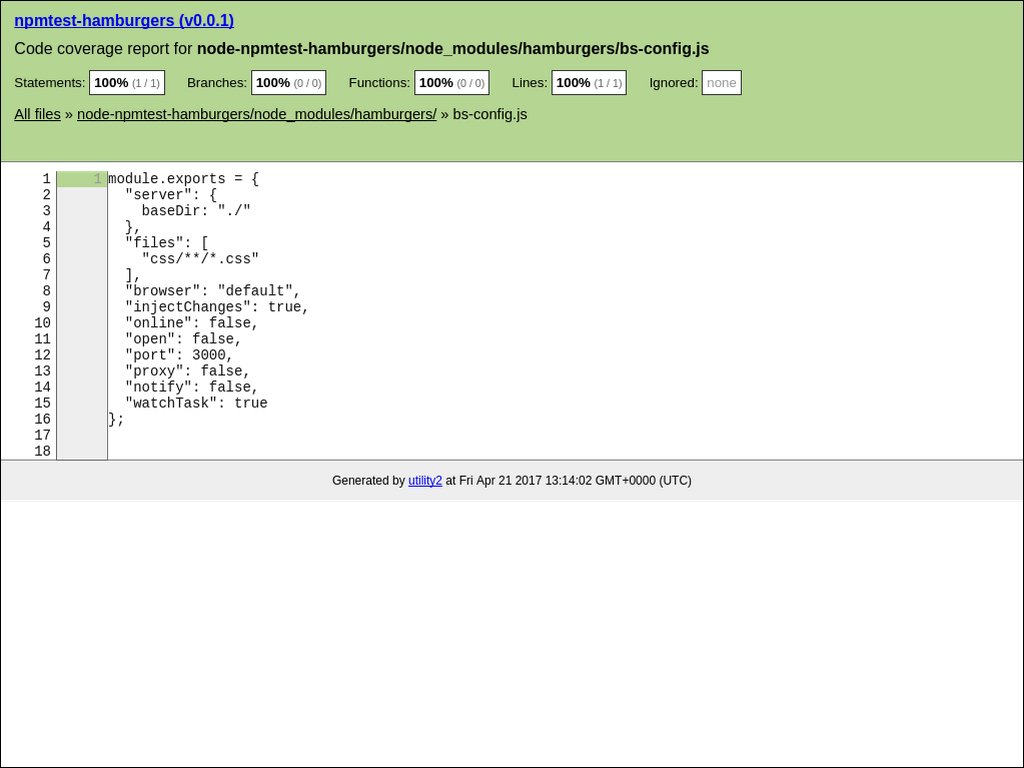 npmtest-hamburgers (v0.0.1)
Code coverage report for node-npmtest-hamburgers/node_modules/hamburgers/bs-config.js
Statements: 100% (1 / 1) Branches: 100% (0 / 0) Functions: 100% (0 / 0) Lines: 100% (1 / 1) Ignored: none
All files » node-npmtest-hamburgers/node_modules/hamburgers/ » bs-config.js
1 1 module.exports = {
2   "server": {
3     baseDir: "./"
4   },
5   "files": [
6     "css/**/*.css"
7   ],
8   "browser": "default",
9   "injectChanges": true,
10   "online": false,
11   "open": false,
12   "port": 3000,
13   "proxy": false,
14   "notify": false,
15   "watchTask": true
16 };
17
18
Generated by utility2 at Fri Apr 21 2017 13:14:02 GMT+0000 (UTC)